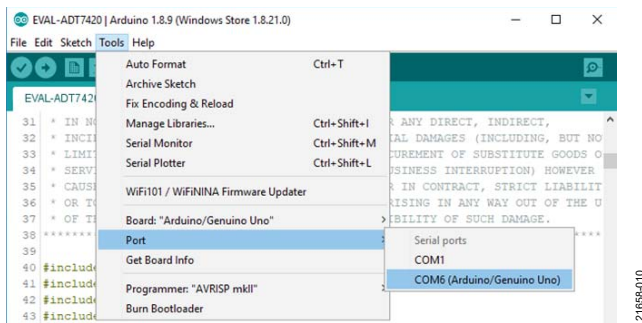 EVAL-ADT7420 | Arduino 1.8.9 (Windows Store 1.8.21.0)
File Edit Sketch Tools Help
EVAL-ADT742
Auto Format Ctrl+T
Archive Sketch
Fix Encoding & Reload
Manage Libraries... Ctrl+Shift+I
Serial Monitor Ctrl+Shift+M
Serial Plotter Ctrl+Shift+L
WiFi101 / WiFiNINA Firmware Updater
Board: "Arduino/Genuino Uno"
Port
Get Board Info
Programmer: "AVRISP mkII"
Burn Bootloader
Serial ports
COM1
COM6 (Arduino/Genuino Uno)
31 * IN NO R ANY DIRECT, INDIRECT,
32 * INCI IAL DAMAGES (INCLUDING, BUT NO
33 * LIMI CUREMENT OF SUBSTITUTE GOODS O
34 * SERV USINESS INTERRUPTION) HOWEVER
35 * CAUS R IN CONTRACT, STRICT LIABILIT
36 * OR TO RISING IN ANY WAY OUT OF THE U
37 * OF TH IBILITY OF SUCH DAMAGE.
38 *******
39
40 #include
41 #include
42 #include
43 #include
21658-010